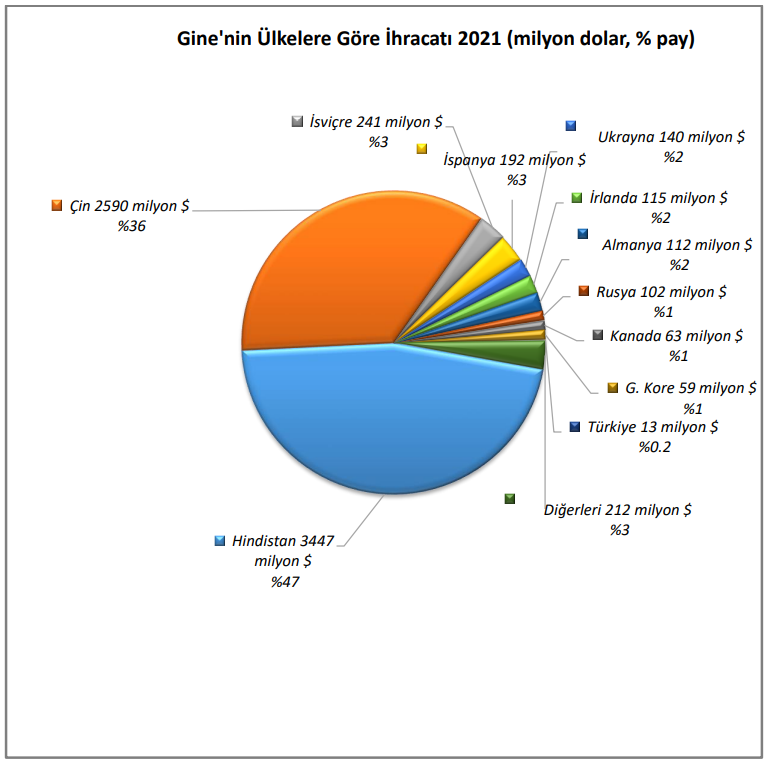 Gine'nin Ülkelere Göre İhracatı 2021 (milyon dolar, % pay)
İsviçre 241 milyon $
%3
Ukrayna 140 milyon $
%2
İspanya 192 milyon $
%3
Çin 2590 milyon $
%36
İrlanda 115 milyon $
%2
Almanya 112 milyon $
%2
Rusya 102 milyon $
%1
Kanada 63 milyon $
%1
G. Kore 59 milyon $
%1
Türkiye 13 milyon $
%0.2
Diğerleri 212 milyon $
%3
Hindistan 3447
milyon $
%47